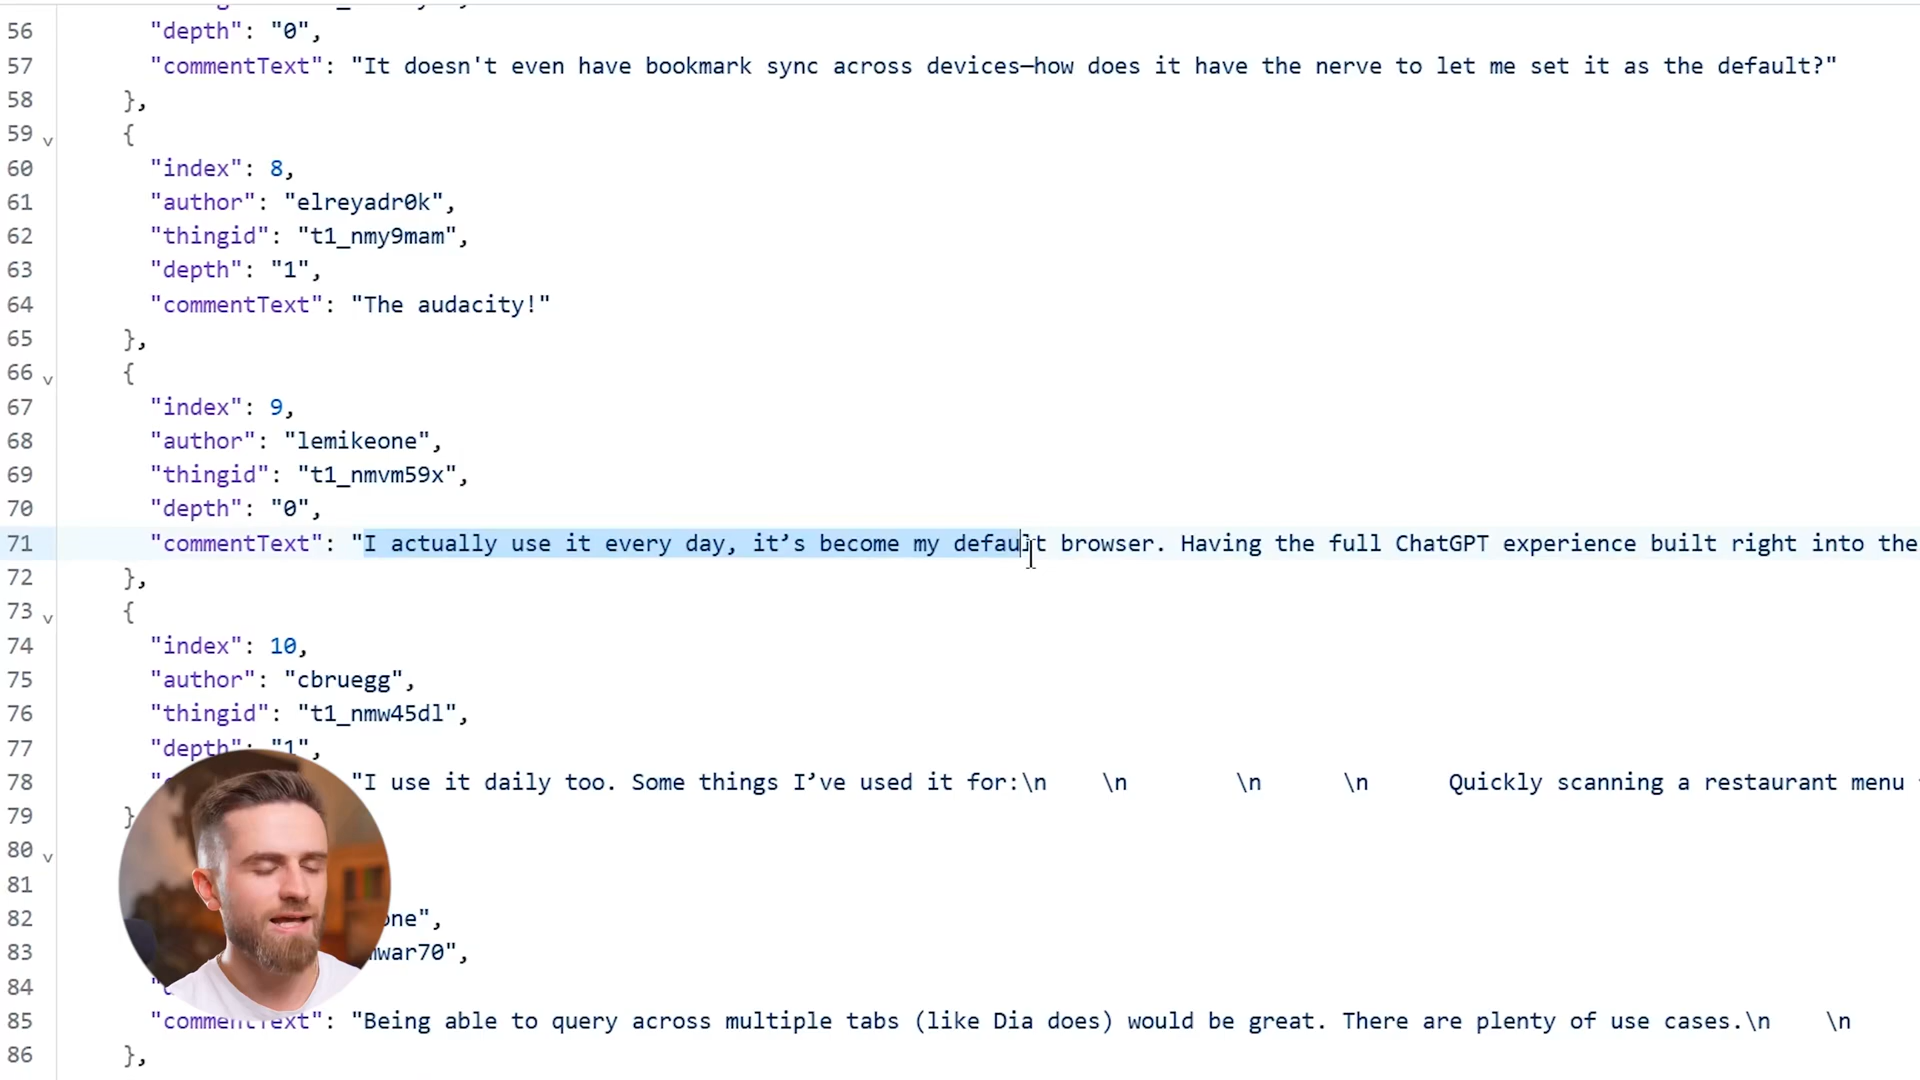 56 "depth": "0",
57 "commentText": "It doesn't even have bookmark sync across devices—how does it have the nerve to let me set it as the default?"
58 },
59 {
60 "index": 8,
61 "author": "elreyadr0k",
62 "thingid": "t1_nmy9mam",
63 "depth": "1",
64 "commentText": "The audacity!"
65 },
66 {
67 "index": 9,
68 "author": "lemikeone",
69 "thingid": "t1_nmvm59x",
70 "depth": "0",
71 "commentText": "I actually use it every day, it’s become my default browser. Having the full ChatGPT experience built right into the
72 },
73 {
74 "index": 10,
75 "author": "cbruegg",
76 "thingid": "t1_nmw45dl",
77 "depth": "1",
78 "I use it daily too. Some things I’ve used it for:\n \n \n \n Quickly scanning a restaurant menu
79 }
80
81
82 one",
83 war70",
84
85 "commentText": "Being able to query across multiple tabs (like Dia does) would be great. There are plenty of use cases.\n \n
86 },